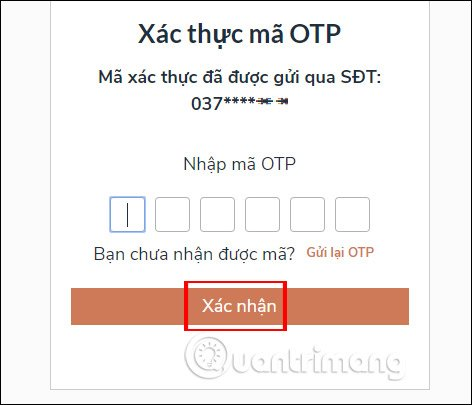 Xác thực mã OTP
Mã xác thực đã được gửi qua SĐT:
037****
Nhập mã OTP
Bạn chưa nhận được mã? Gửi lại OTP
Xác nhận
Quantrimang